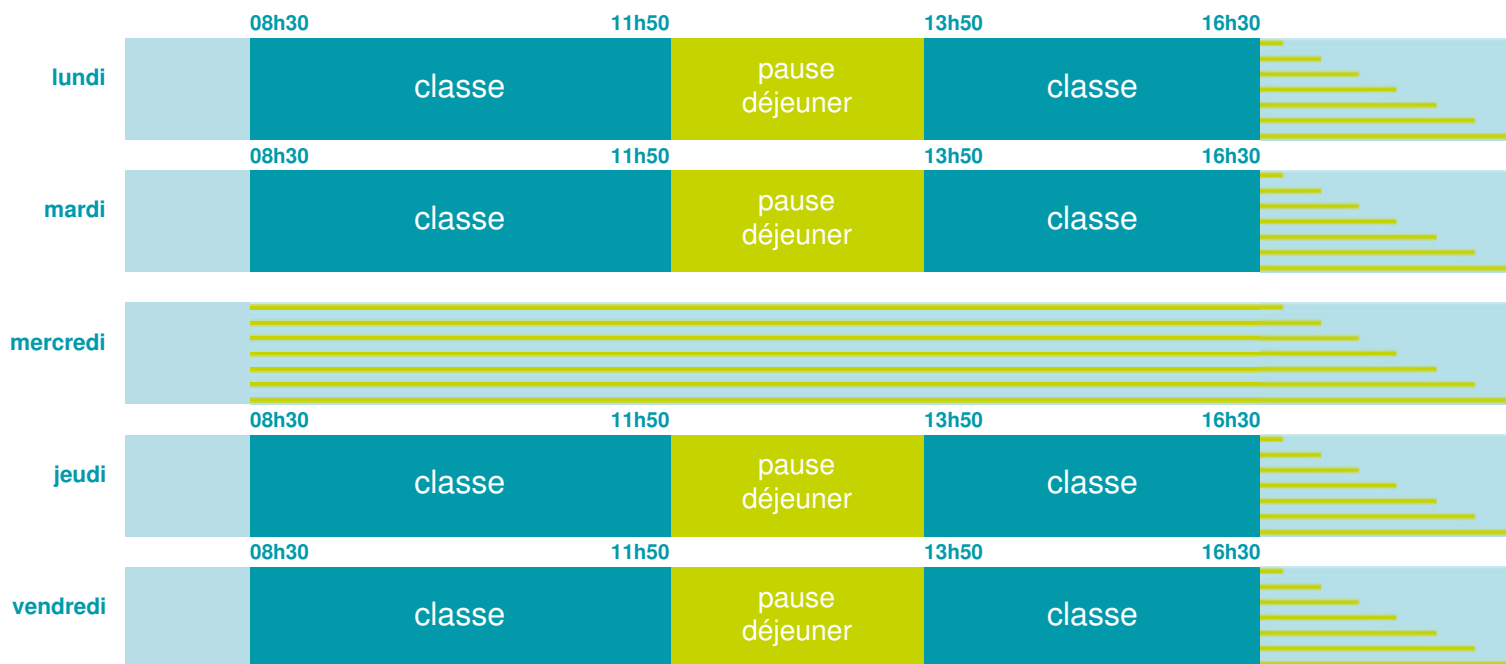 08h30 11h50 13h50 16h30
lundi classe pause déjeuner classe
08h30 11h50 13h50 16h30
mardi classe pause déjeuner classe
mercredi
08h30 11h50 13h50 16h30
jeudi classe pause déjeuner classe
08h30 11h50 13h50 16h30
vendredi classe pause déjeuner classe